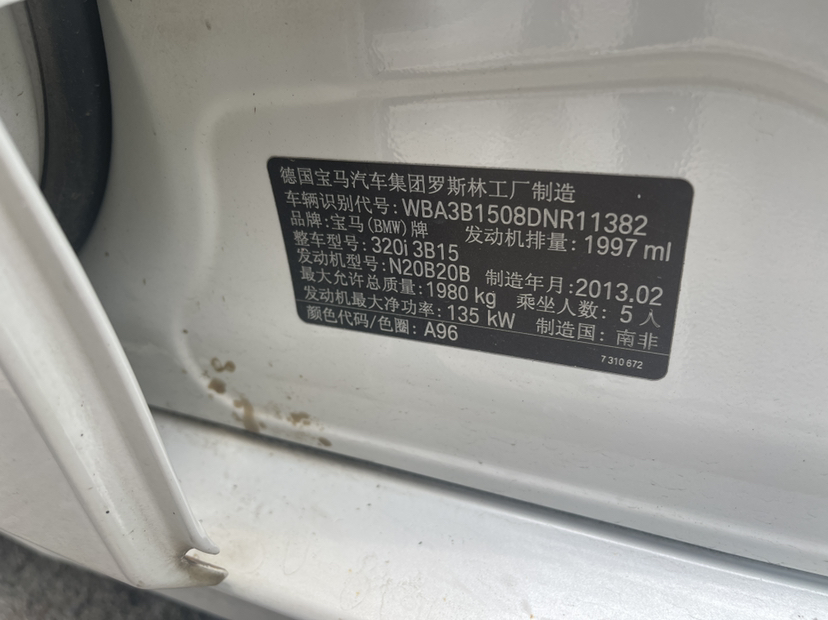 德国宝马汽车集团罗斯林工厂制造
车辆识别代号: WBA3B1508DNR11382
品牌: 宝马(BMW)牌 发动机排量: 1997 ml
整车型号: 320i 3B15
发动机型号: N20B20B 制造年月: 2013.02
最大允许总质量: 1980 kg 乘坐人数: 5 人
发动机最大净功率: 135 kW 制造国: 南非
颜色代码/色圈: A96
7 310 672